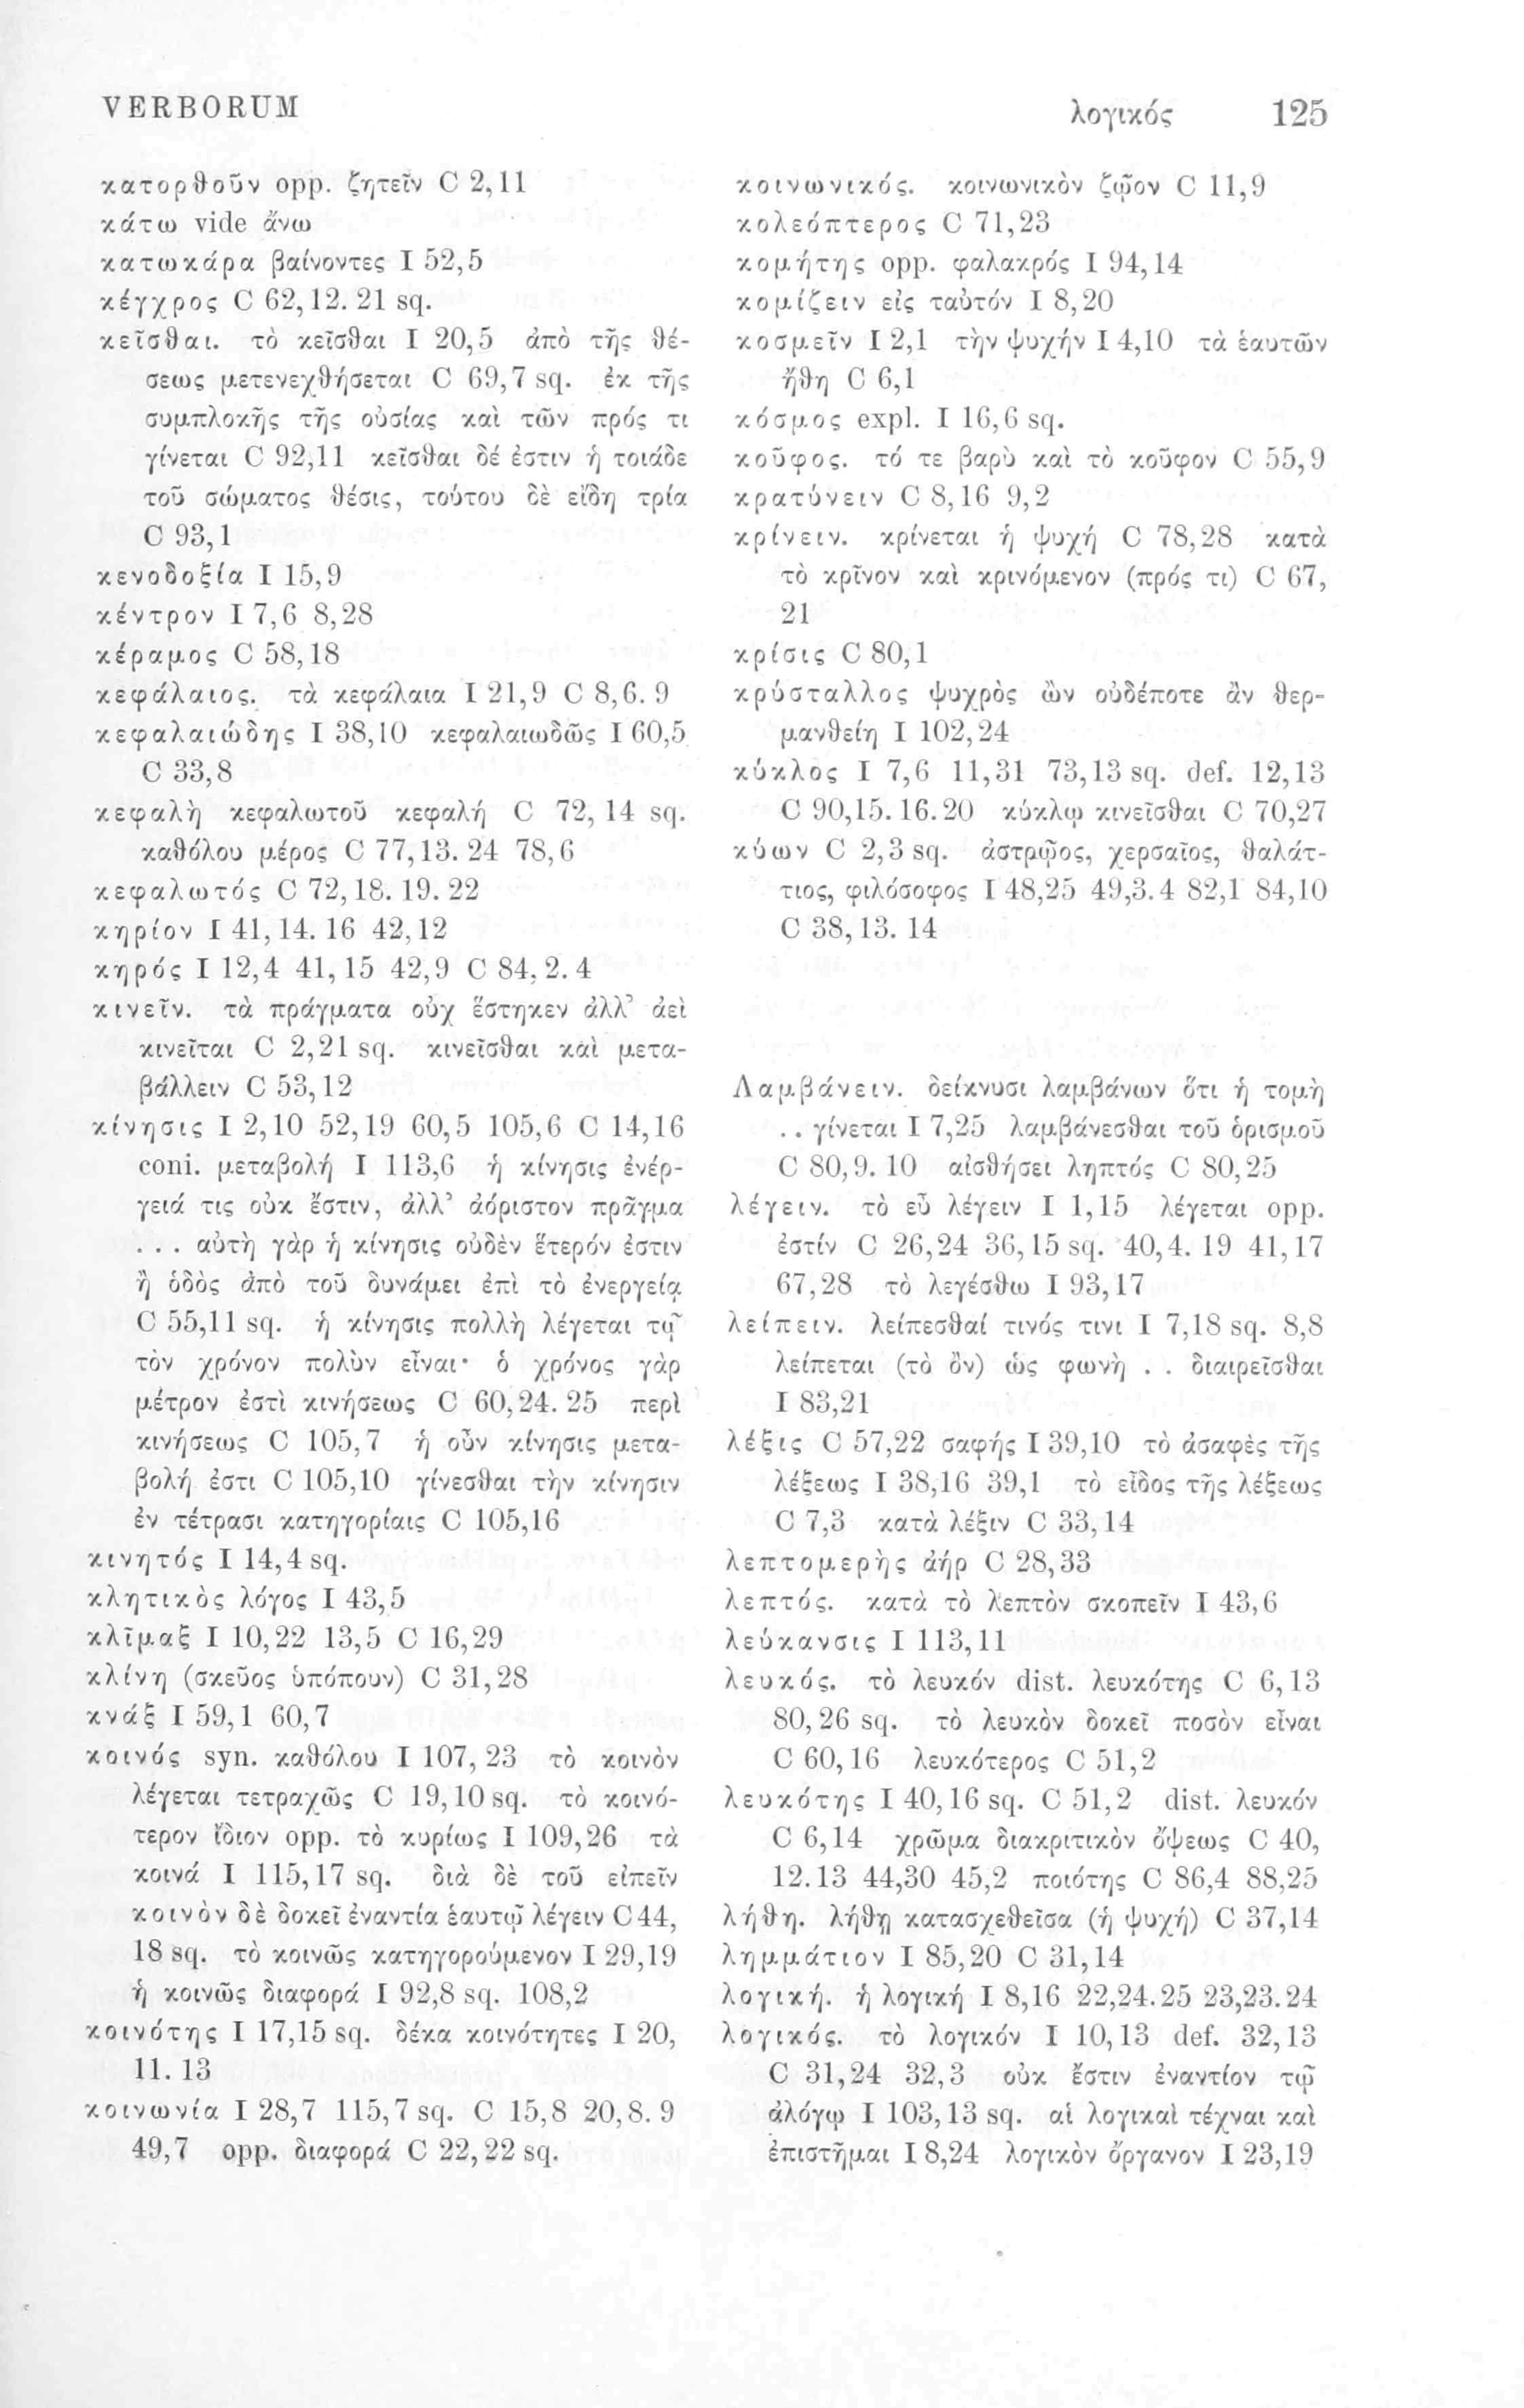 VERBORUM
λογικός 125
κατορθοῦν opp. ζητεῖν C 2,11
κάτω vide ἄνω
κατωκάρα βαίνοντες I 52,5
κέγχρος C 62,12. 21 sq.
κεῖσθαι. τὸ κεῖσθαι I 20,5 ἀπὸ τῆς θέ-
σεως μετενεχθήσεται C 69,7 sq. ἐκ τῆς
συμπλοκῆς τῆς οὐσίας καὶ τῶν πρός τι
γίνεται C 92,11 κεῖσθαι δέ ἐστιν ἡ τοιάδε
τοῦ σώματος θέσις, τούτου δὲ εἴδη τρία
C 93,1
κενοδοξία I 15,9
κέντρον I 7,6 8,28
κέραμος C 58,18
κεφάλαιος. τὰ κεφάλαια I 21,9 C 8,6. 9
κεφαλαιώδης I 38,10 κεφαλαιωδῶς I 60,5
C 33,8
κεφαλὴ κεφαλωτοῦ κεφαλή C 72, 14 sq.
καθόλου μέρος C 77,13. 24 78,6
κεφαλωτός C 72,18. 19. 22
κηρίον I 41,14. 16 42,12
κηρός I 12,4 41,15 42,9 C 84,2. 4
κινεῖν. τὰ πράγματα οὐχ ἕστηκεν ἀλλ' ἀεὶ
κινεῖται C 2,21 sq. κινεῖσθαι καὶ μετα-
βάλλειν C 53,12
κίνησις I 2,10 52,19 60,5 105,6 C 14,16
coni. μεταβολή I 113,6 ἡ κίνησις ἐνέρ-
γειά τις οὐκ ἔστιν, ἀλλ' ἀόριστον πρᾶγμα
... αὐτὴ γὰρ ἡ κίνησις οὐδὲν ἕτερόν ἐστιν
ἢ ὁδὸς ἀπὸ τοῦ δυνάμει ἐπὶ τὸ ἐνεργείᾳ
C 55,11 sq. ἡ κίνησις πολλὴ λέγεται τῷ
τὸν χρόνον πολὺν εἶναι· ὁ χρόνος γὰρ
μέτρον ἐστὶ κινήσεως C 60,24. 25 περὶ
κινήσεως C 105,7 ἡ οὖν κίνησις μετα-
βολή ἐστι C 105,10 γίνεσθαι τὴν κίνησιν
ἐν τέτρασι κατηγορίαις C 105,16
κινητός I 14,4 sq.
κλητικὸς λόγος I 43,5
κλῖμαξ I 10,22 13,5 C 16,29
κλίνη (σκεῦος ὑπόπουν) C 31,28
κνάξ I 59,1 60,7
κοινός syn. καθόλου I 107, 23 τὸ κοινὸν
λέγεται τετραχῶς C 19,10 sq. τὸ κοινό-
τερον ἴδιον opp. τὸ κυρίως I 109,26 τὰ
κοινά I 115,17 sq. διὰ δὲ τοῦ εἰπεῖν
κοινὸν δὲ δοκεῖ ἐναντία ἑαυτῷ λέγειν C 44,
18 sq. τὸ κοινῶς κατηγορούμενον I 29,19
ἡ κοινῶς διαφορά I 92,8 sq. 108,2
κοινότης I 17,15 sq. δέκα κοινότητες I 20,
11. 13
κοινωνία I 28,7 115,7 sq. C 15,8 20,8. 9
49,7 opp. διαφορά C 22,22 sq.
κοινωνικός. κοινωνικὸν ζῷον C 11,9
κολεόπτερος C 71,23
κομήτης opp. φαλακρός I 94,14
κομίζειν εἰς ταὐτόν I 8,20
κοσμεῖν I 2,1 τὴν ψυχήν I 4,10 τὰ ἑαυτῶν
ἤθη C 6,1
κόσμος expl. I 16,6 sq.
κοῦφος. τό τε βαρὺ καὶ τὸ κοῦφον C 55,9
κρατύνειν C 8,16 9,2
κρίνειν. κρίνεται ἡ ψυχή C 78,28 κατὰ
τὸ κρῖνον καὶ κρινόμενον (πρός τι) C 67,
21
κρίσις C 80,1
κρύσταλλος ψυχρὸς ὢν οὐδέποτε ἂν θερ-
μανθείη I 102,24
κύκλος I 7,6 11,31 73,13 sq. def. 12,13
C 90,15. 16. 20 κύκλῳ κινεῖσθαι C 70,27
κύων C 2,3 sq. ἀστρῷος, χερσαῖος, θαλάτ-
τιος, φιλόσοφος I 48,25 49,3. 4 82,1 84,10
C 38,13. 14
Λαμβάνειν. δείκνυσι λαμβάνων ὅτι ἡ τομὴ
.. γίνεται I 7,25 λαμβάνεσθαι τοῦ ὁρισμοῦ
C 80,9. 10 αἰσθήσει ληπτός C 80,25
λέγειν. τὸ εὖ λέγειν I 1,15 λέγεται opp.
ἐστίν C 26,24 36,15 sq. 40,4. 19 41,17
67,28 τὸ λεγέσθω I 93,17
λείπειν. λείπεσθαί τινός τινι I 7,18 sq. 8,8
λείπεται (τὸ ὂν) ὡς φωνὴ . . διαιρεῖσθαι
I 83,21
λέξις C 57,22 σαφής I 39,10 τὸ ἀσαφὲς τῆς
λέξεως I 38,16 39,1 τὸ εἶδος τῆς λέξεως
C 7,3 κατὰ λέξιν C 33,14
λεπτομερὴς ἀήρ C 28,33
λεπτός. κατὰ τὸ λεπτὸν σκοπεῖν I 43,6
λεύκανσις I 113,11
λευκός. τὸ λευκόν dist. λευκότης C 6,13
80,26 sq. τὸ λευκὸν δοκεῖ ποσὸν εἶναι
C 60,16 λευκότερος C 51,2
λευκότης I 40,16 sq. C 51,2 dist. λευκόν
C 6,14 χρῶμα διακριτικὸν ὄψεως C 40,
12.13 44,30 45,2 ποιότης C 86,4 88,25
λήθη. λήθῃ κατασχεθεῖσα (ἡ ψυχή) C 37,14
λημμάτιον I 85,20 C 31,14
λογική. ἡ λογική I 8,16 22,24.25 23,23.24
λογικός. τὸ λογικόν I 10,13 def. 32,13
C 31,24 32,3 οὐκ ἔστιν ἐναντίον τῷ
ἀλόγῳ I 103,13 sq. αἱ λογικαὶ τέχναι καὶ
ἐπιστῆμαι I 8,24 λογικὸν ὄργανον I 23,19